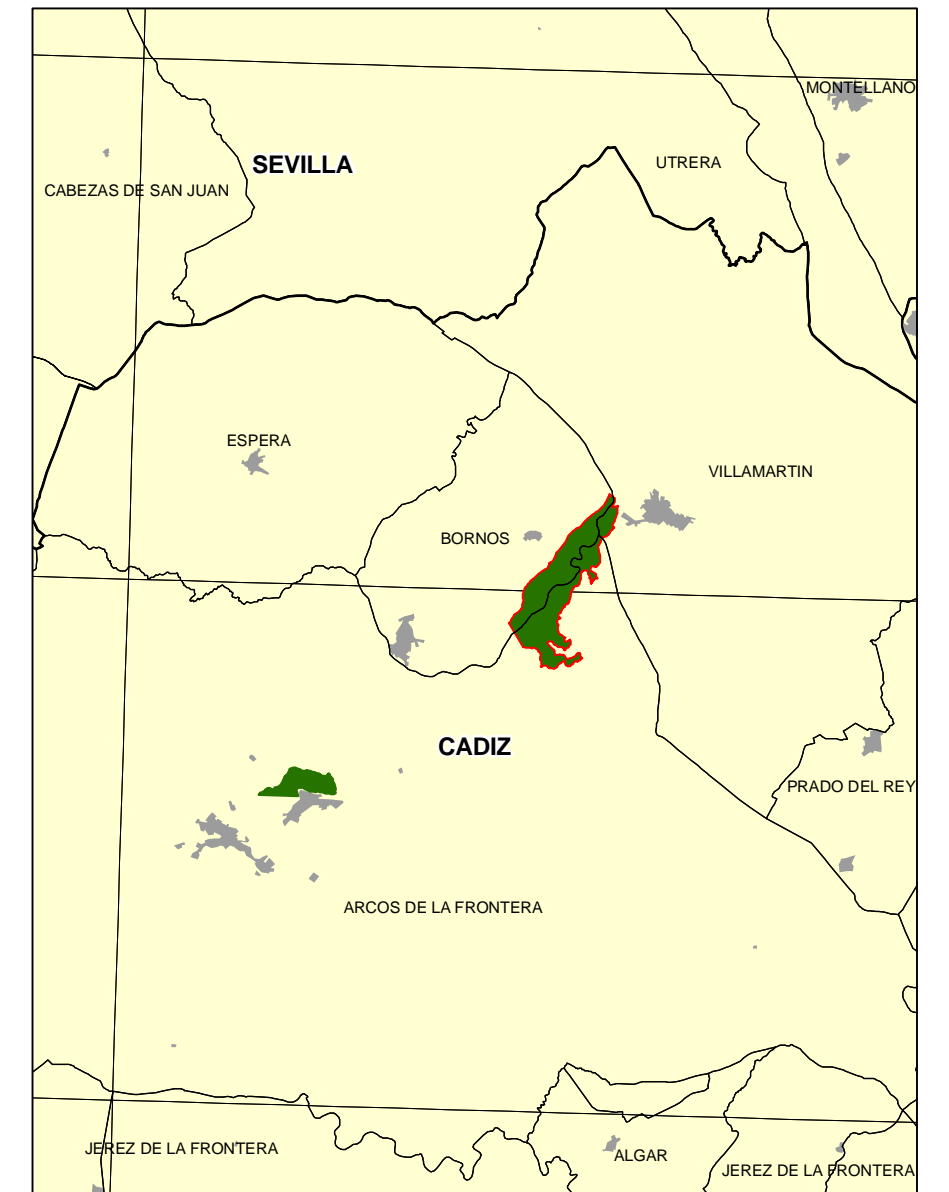 MONTELLANO
SEVILLA
UTRERA
CABEZAS DE SAN JUAN
ESPERA
VILLAMARTIN
BORNOS
CADIZ
PRADO DEL REY
ARCOS DE LA FRONTERA
JEREZ DE LA FRONTERA
ALGAR
JEREZ DE LA FRONTERA